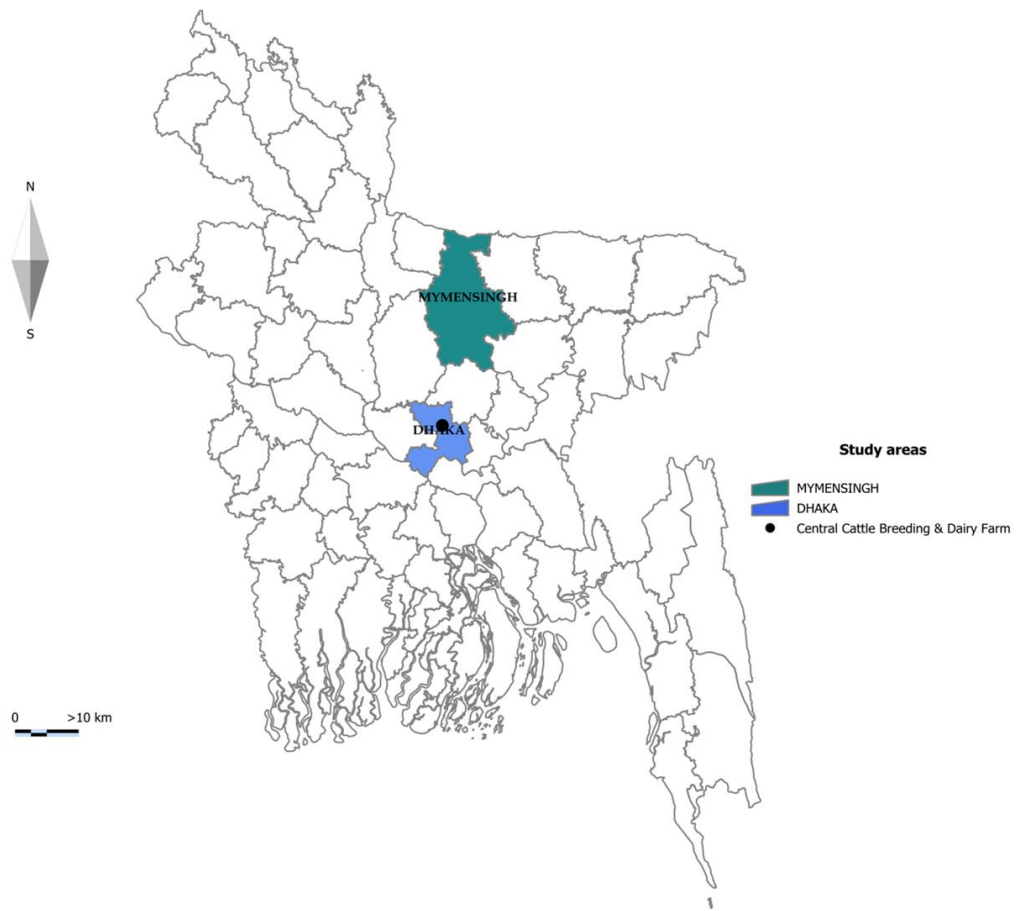 N
S
MYMENSINGH
DHAKA
Study areas
MYMENSINGH
DHAKA
Central Cattle Breeding & Dairy Farm
0 >10 km